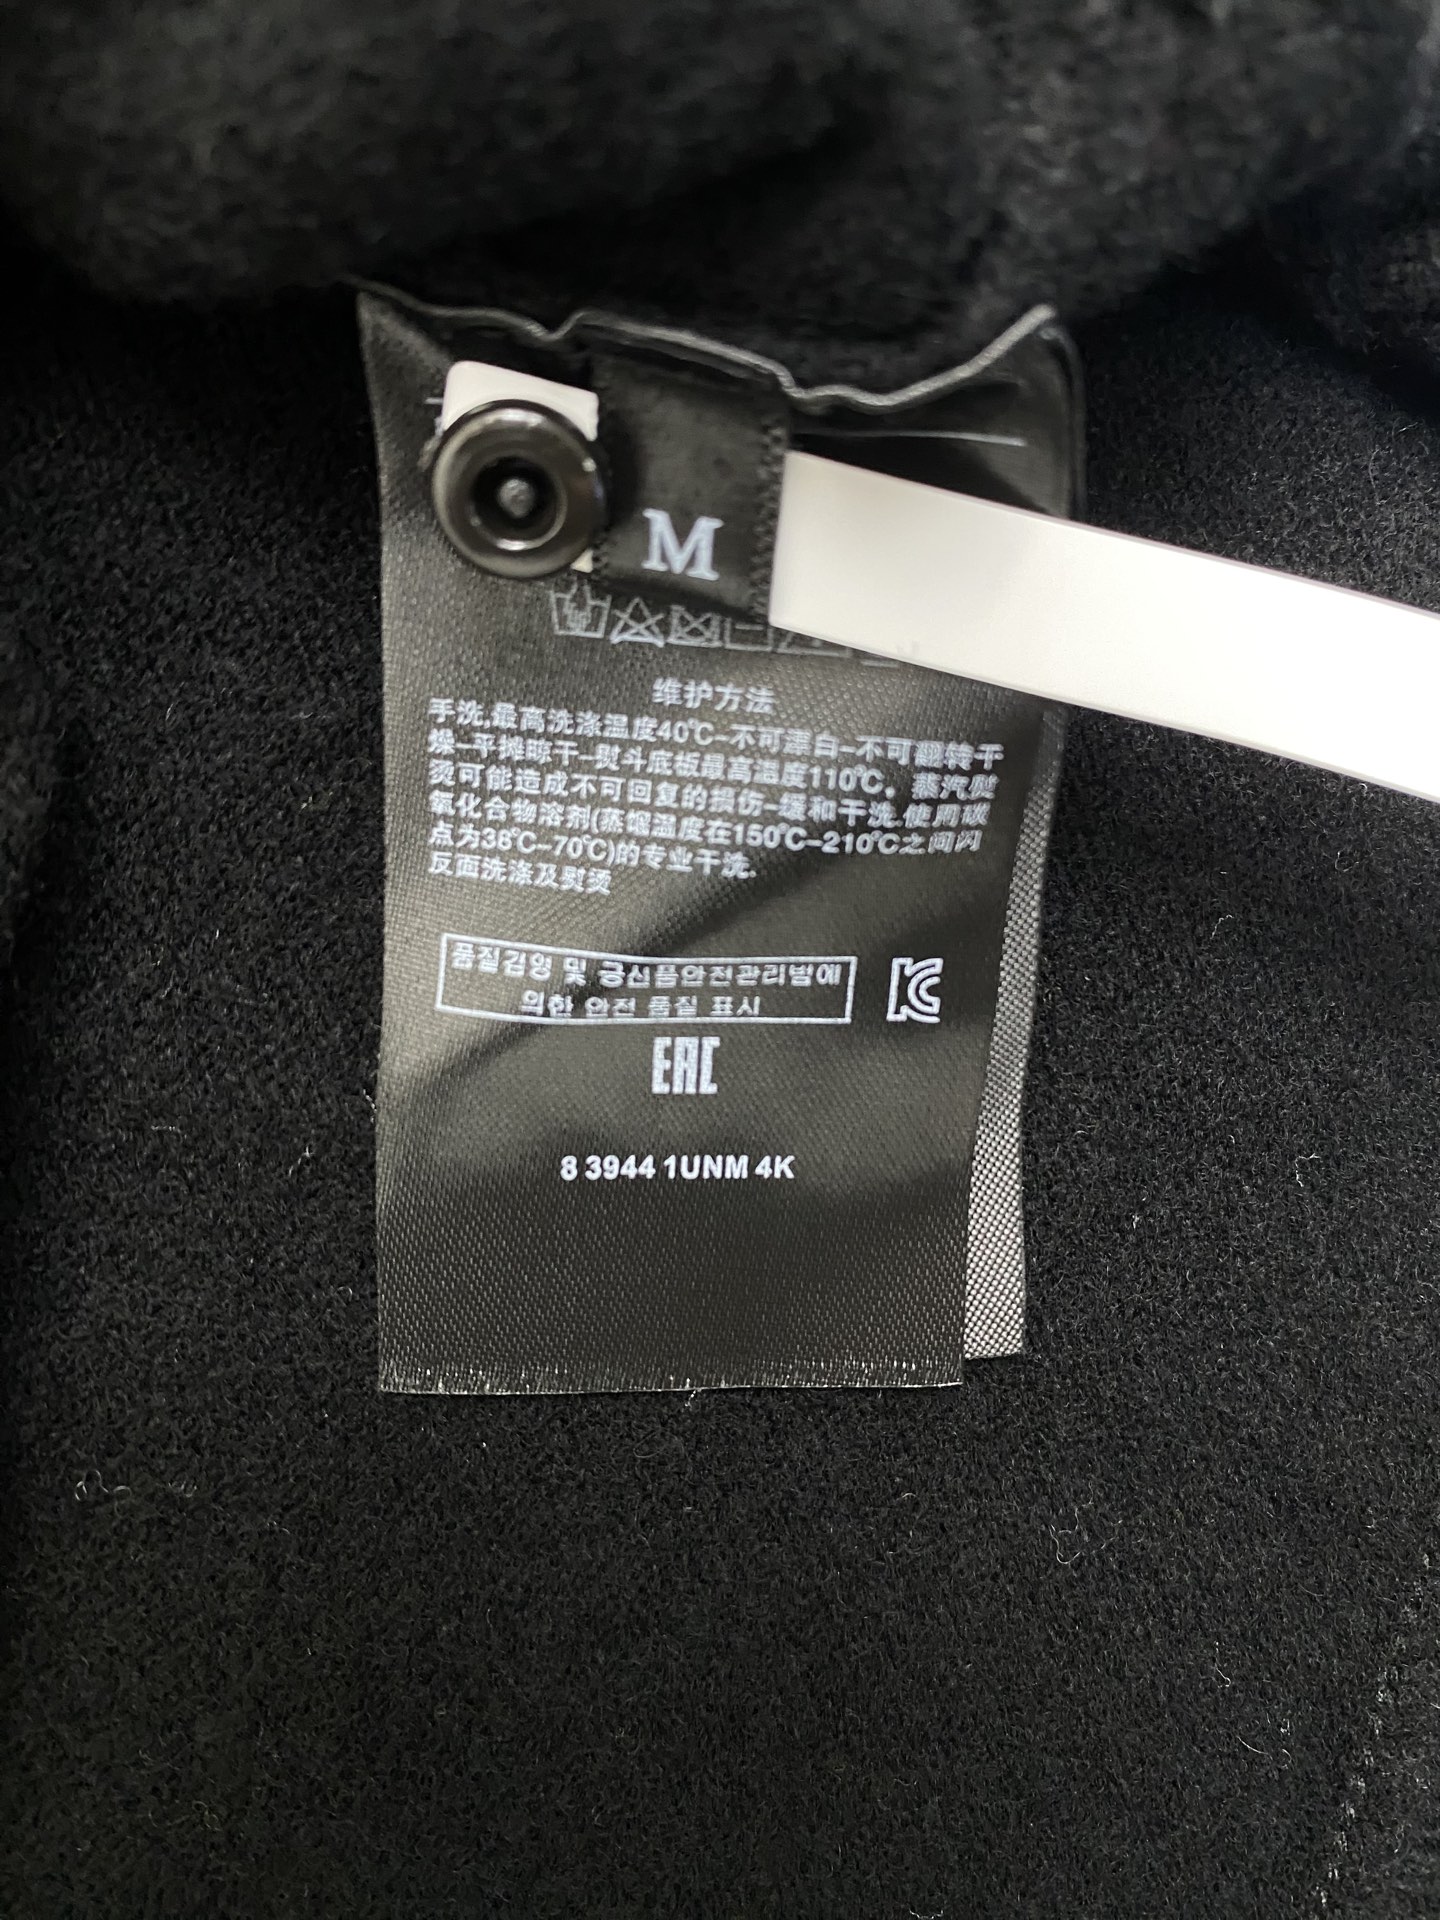 M
维护方法
手洗,最高洗涤温度40℃-不可漂白-不可翻转干
燥-平摊晾干-熨斗底板最高温度110℃。蒸汽熨
烫可能造成不可回复的损伤-缓和干洗.使用碳
氢化合物溶剂(蒸馏温度在150℃-210℃之间闪
点为38℃-70℃)的专业干洗.
反面洗涤及熨烫
품질김영 및 공신품안전관리법에
의한 안전 품질 표시
EAC
8 3944 1UNM 4K